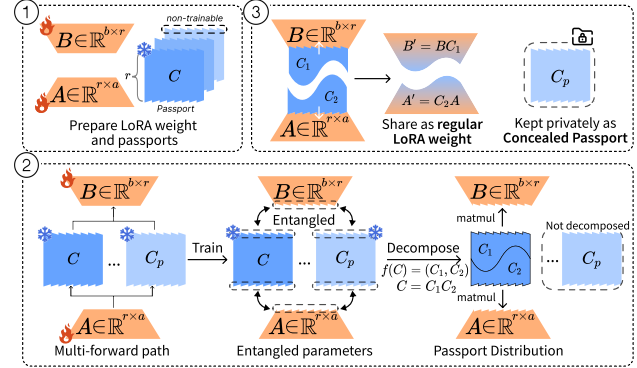 1
B∈ℝ^{b×r}
A∈ℝ^{r×a}
non-trainable
r
C
Passport
Prepare LoRA weight
and passports
3
B∈ℝ^{b×r}
C_1
C_2
A∈ℝ^{r×a}
B′ = BC_1
A′ = C_2A
Share as regular
LoRA weight
C_p
Kept privately as
Concealed Passport
2
B∈ℝ^{b×r}
C
...
C_p
A∈ℝ^{r×a}
Multi-forward path
Train
B∈ℝ^{b×r}
Entangled
C
...
C_p
A∈ℝ^{r×a}
Entangled parameters
Decompose
f(C) = (C_1, C_2)
C = C_1C_2
B∈ℝ^{b×r}
matmul
C_1
C_2
matmul
Not decomposed
...
C_p
A∈ℝ^{r×a}
Passport Distribution